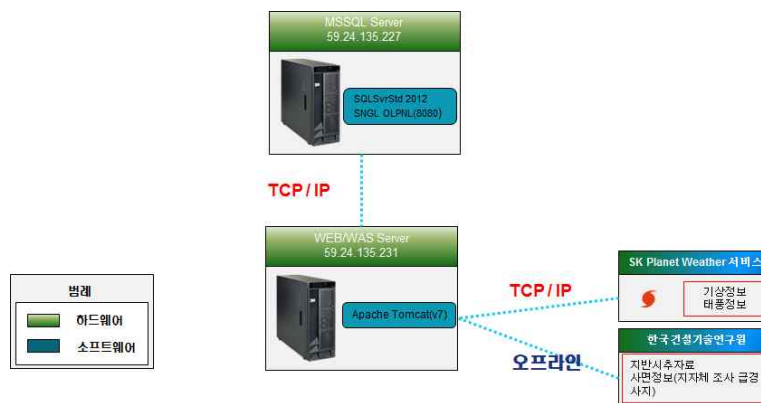 MSSQL Server
59.24.135.227
SQLSvrStd 2012
SNGL OLPNL(8080)
TCP / IP
WEB/WAS Server
59.24.135.231
Apache Tomcat(v7)
범례
하드웨어
소프트웨어
TCP / IP
오프라인
SK Planet Weather 서비스
기상정보
태풍정보
한국건설기술연구원
지반시추자료
사면정보(지자체 조사 급경
사지)